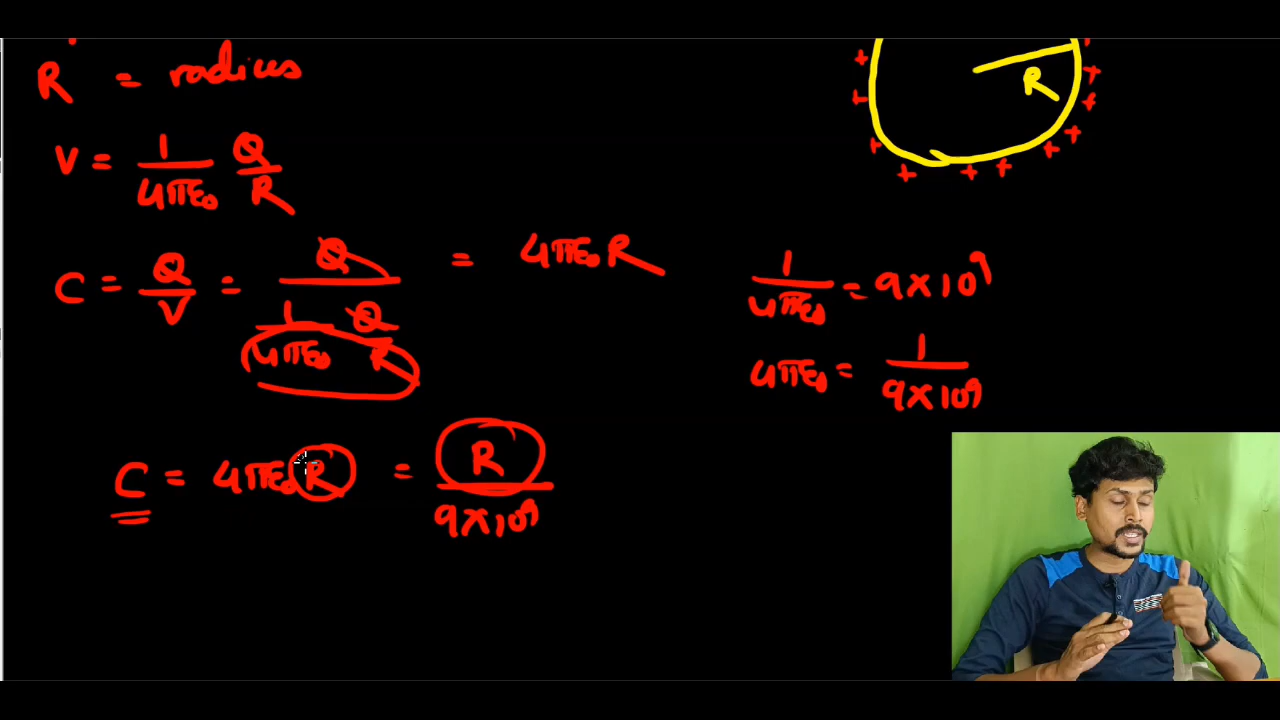 R = radius
R
V = 1/4πε₀ Q/R
C = Q/V = Q/(1/4πε₀ Q/R) = 4πε₀R
1/4πε₀ = 9×10⁹
4πε₀ = 1/9×10⁹
C = 4πε₀R = R/9×10⁹